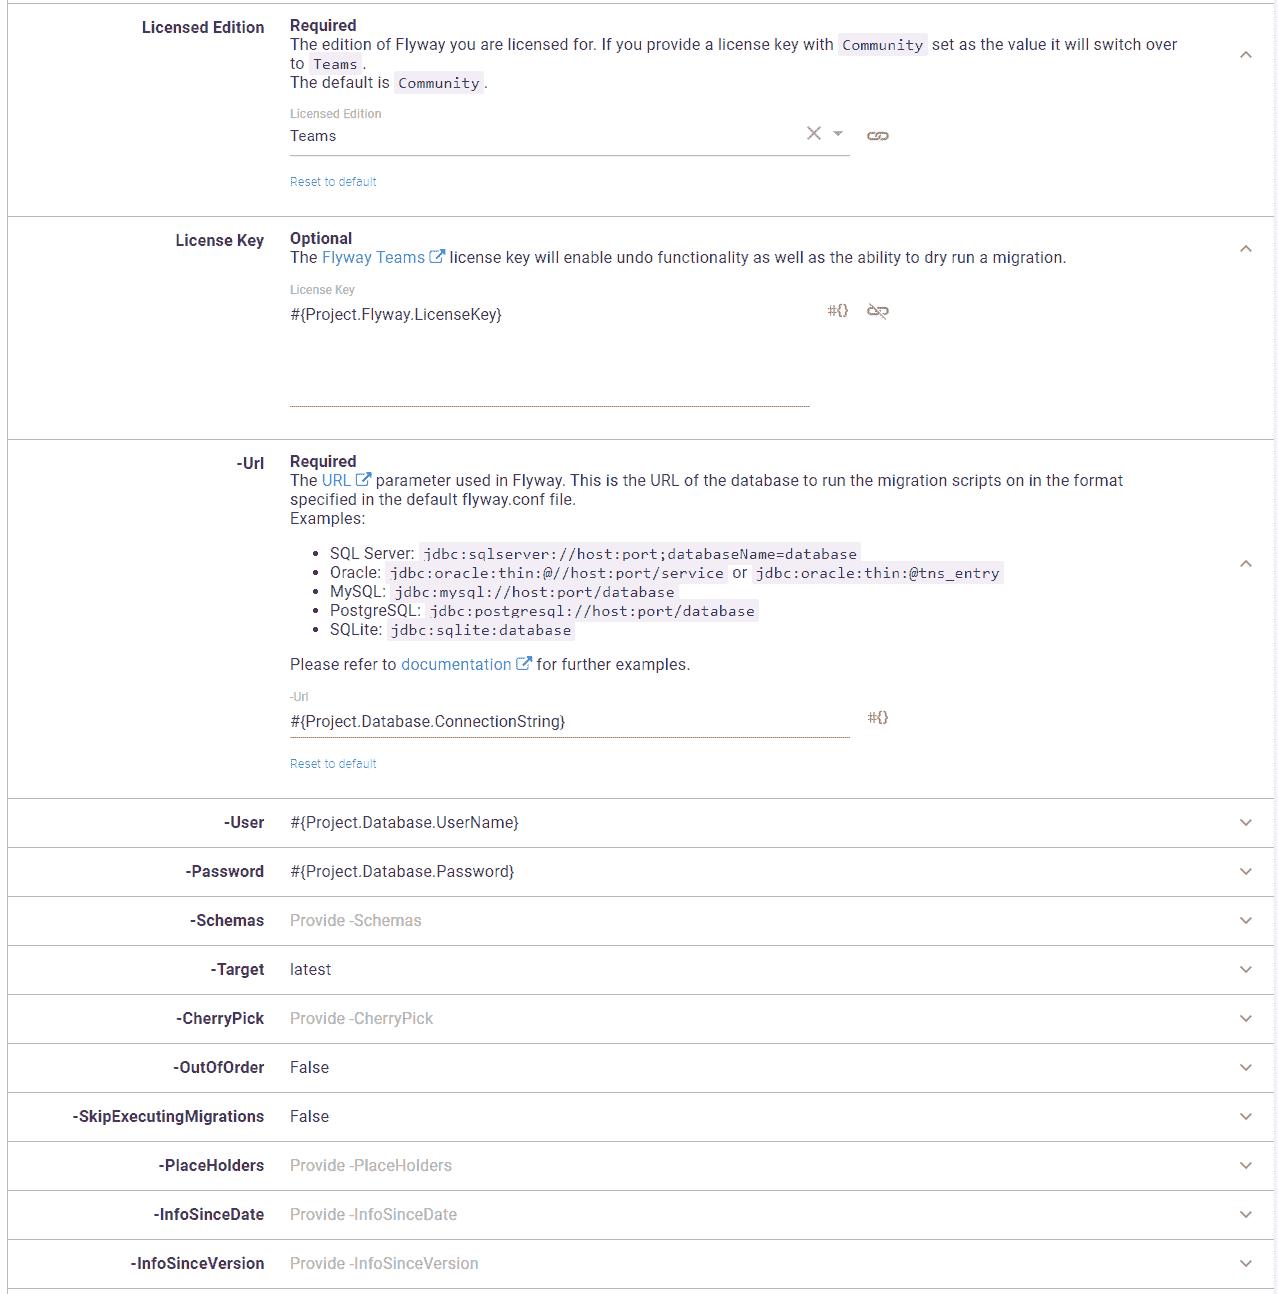 Licensed Edition
Required
The edition of Flyway you are licensed for. If you provide a license key with Community set as the value it will switch over
to Teams .
The default is Community .
Licensed Edition
Teams
Reset to default
License Key
Optional
The Flyway Teams license key will enable undo functionality as well as the ability to dry run a migration.
License Key
#{Project.Flyway.LicenseKey}
#{}
-Url
Required
The URL parameter used in Flyway. This is the URL of the database to run the migration scripts on in the format
specified in the default flyway.conf file.
Examples:
• SQL Server: jdbc:sqlserver://host:port;databaseName=database
• Oracle: jdbc:oracle:thin:@//host:port/service or jdbc:oracle:thin:@tns_entry
• MySQL: jdbc:mysql://host:port/database
• PostgreSQL: jdbc:postgresql://host:port/database
• SQLite: jdbc:sqlite:database
Please refer to documentation for further examples.
-Url
#{Project.Database.ConnectionString}
#{}
Reset to default
-User #{Project.Database.UserName}
-Password #{Project.Database.Password}
-Schemas Provide -Schemas
-Target latest
-CherryPick Provide -CherryPick
-OutOfOrder False
-SkipExecutingMigrations False
-PlaceHolders Provide -PlaceHolders
-InfoSinceDate Provide -InfoSinceDate
-InfoSinceVersion Provide -InfoSinceVersion